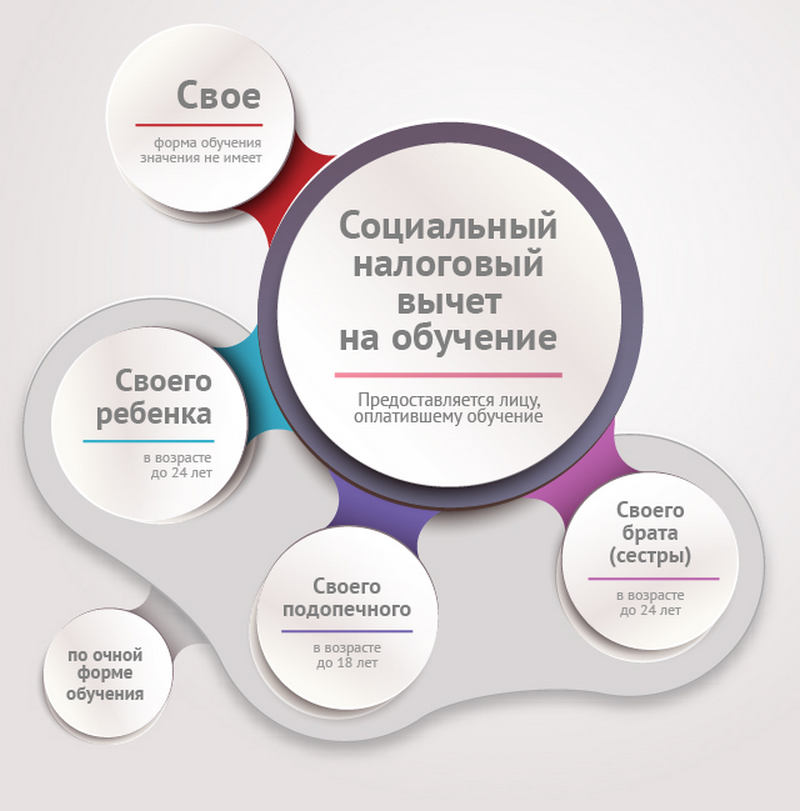 Свое
форма обучения
значения не имеет
Социальный
налоговый
вычет
на обучение
Предоставляется лицу,
оплатившему обучение
Своего
ребенка
в возрасте
до 24 лет
Своего
подопечного
в возрасте
до 18 лет
Своего
брата
(сестры)
в возрасте
до 24 лет
по очной
форме
обучения